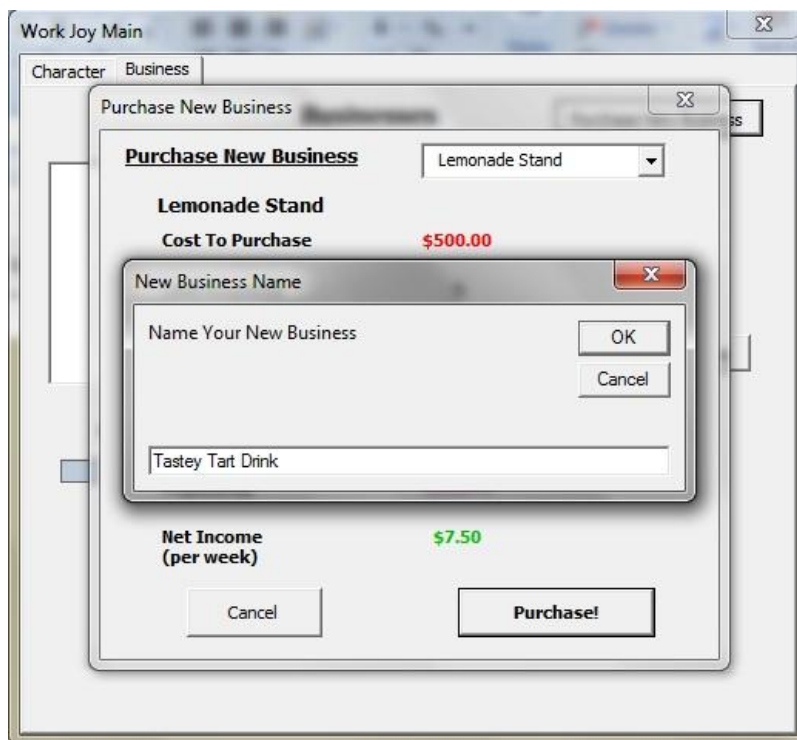 Work Joy Main
Character Business
Purchase New Business
ss
Purchase New Business Lemonade Stand
Lemonade Stand
Cost To Purchase $500.00
New Business Name
Name Your New Business
OK
Cancel
Tastey Tart Drink
Net Income $7.50
(per week)
Cancel Purchase!